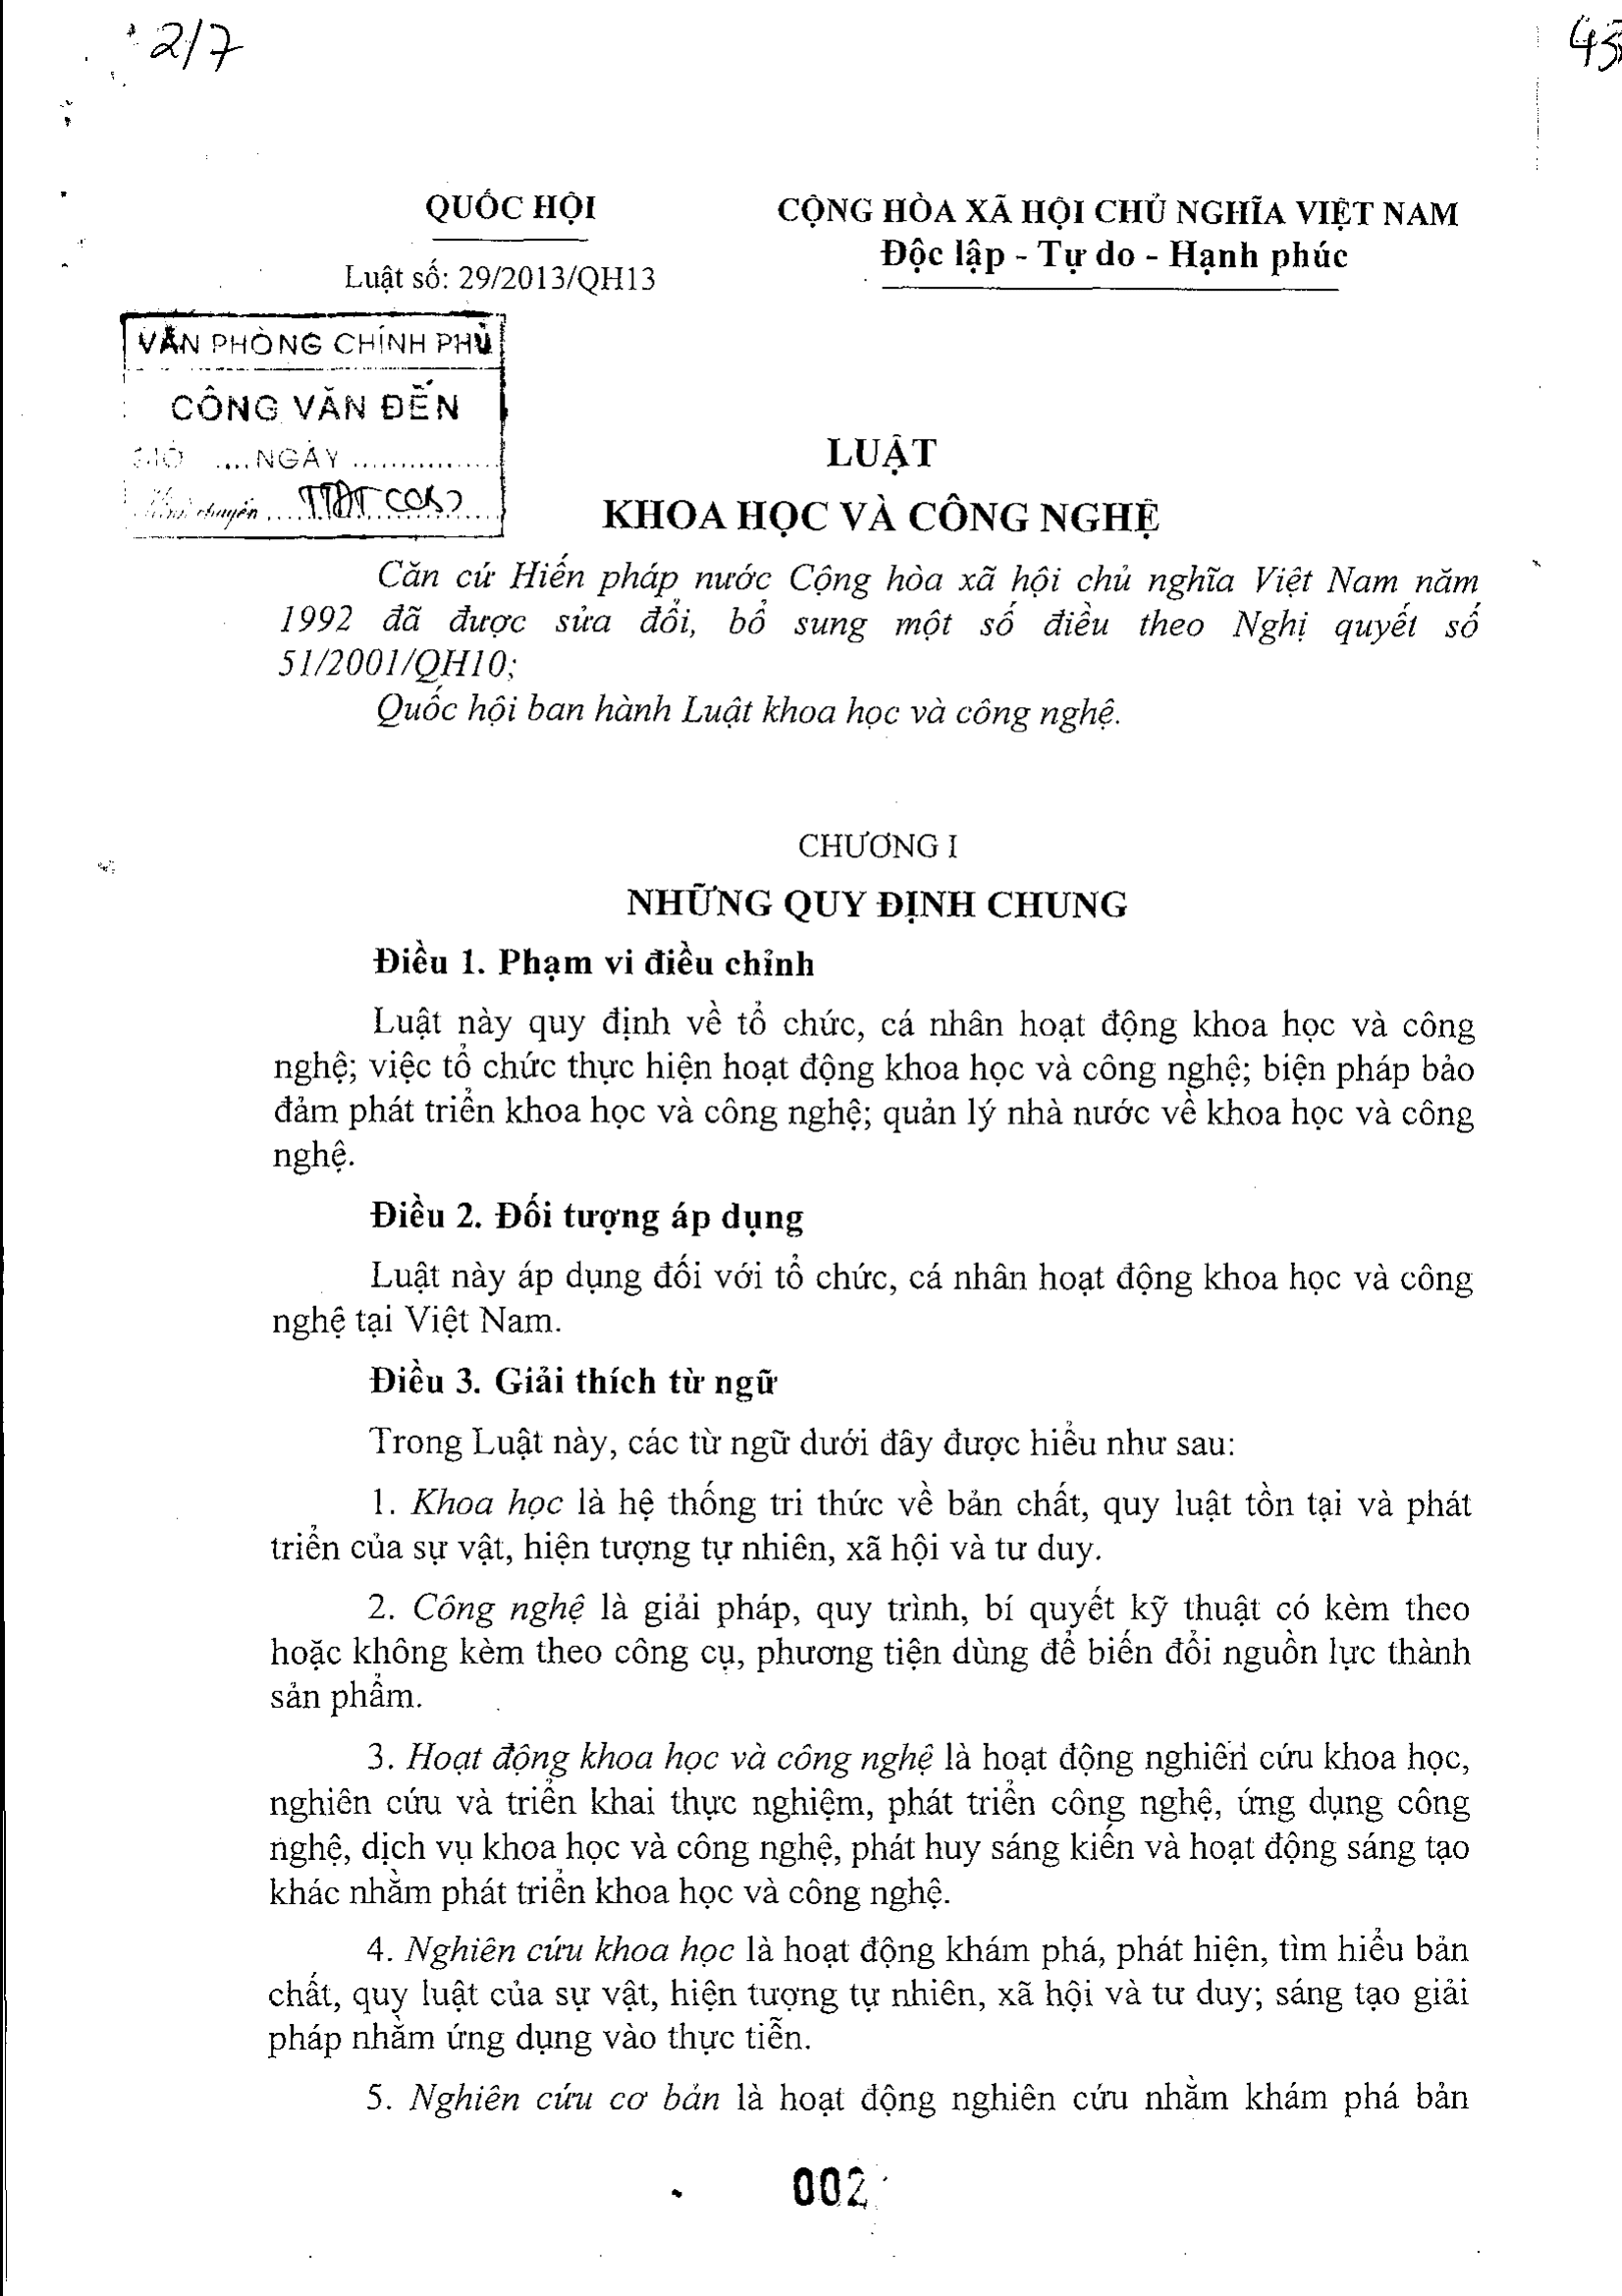 2/7
QUỐC HỘI
Luật số: 29/2013/QH13
CỘNG HÒA XÃ HỘI CHỦ NGHĨA VIỆT NAM
Độc lập - Tự do - Hạnh phúc
VĂN PHÒNG CHÍNH PHỦ
CÔNG VĂN ĐẾN
....NGÀY ...............
chuyển
LUẬT
KHOA HỌC VÀ CÔNG NGHỆ
Căn cứ Hiến pháp nước Cộng hòa xã hội chủ nghĩa Việt Nam năm
1992 đã được sửa đổi, bổ sung một số điều theo Nghị quyết số
51/2001/QH10;
Quốc hội ban hành Luật khoa học và công nghệ.
CHƯƠNG I
NHỮNG QUY ĐỊNH CHUNG
Điều 1. Phạm vi điều chỉnh
Luật này quy định về tổ chức, cá nhân hoạt động khoa học và công
nghệ; việc tổ chức thực hiện hoạt động khoa học và công nghệ; biện pháp bảo
đảm phát triển khoa học và công nghệ; quản lý nhà nước về khoa học và công
nghệ.
Điều 2. Đối tượng áp dụng
Luật này áp dụng đối với tổ chức, cá nhân hoạt động khoa học và công
nghệ tại Việt Nam.
Điều 3. Giải thích từ ngữ
Trong Luật này, các từ ngữ dưới đây được hiểu như sau:
1. Khoa học là hệ thống tri thức về bản chất, quy luật tồn tại và phát
triển của sự vật, hiện tượng tự nhiên, xã hội và tư duy.
2. Công nghệ là giải pháp, quy trình, bí quyết kỹ thuật có kèm theo
hoặc không kèm theo công cụ, phương tiện dùng để biến đổi nguồn lực thành
sản phẩm.
3. Hoạt động khoa học và công nghệ là hoạt động nghiên cứu khoa học,
nghiên cứu và triển khai thực nghiệm, phát triển công nghệ, ứng dụng công
nghệ, dịch vụ khoa học và công nghệ, phát huy sáng kiến và hoạt động sáng tạo
khác nhằm phát triển khoa học và công nghệ.
4. Nghiên cứu khoa học là hoạt động khám phá, phát hiện, tìm hiểu bản
chất, quy luật của sự vật, hiện tượng tự nhiên, xã hội và tư duy; sáng tạo giải
pháp nhằm ứng dụng vào thực tiễn.
5. Nghiên cứu cơ bản là hoạt động nghiên cứu nhằm khám phá bản
002